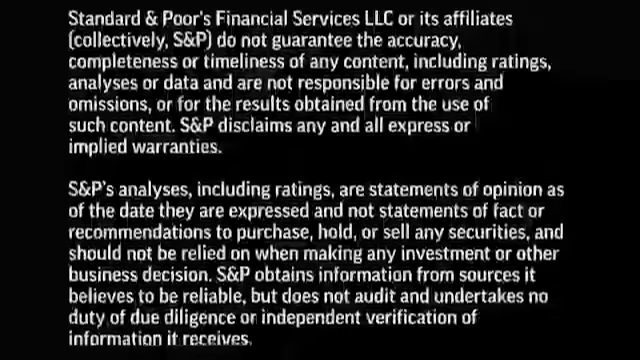 Standard & Poor's Financial Services LLC or its affiliates
(collectively, S&P) do not guarantee the accuracy,
completeness or timeliness of any content, including ratings,
analyses or data and are not responsible for errors and
omissions, or for the results obtained from the use of
such content. S&P disclaims any and all express or
implied warranties.
S&P's analyses, including ratings, are statements of opinion as
of the date they are expressed and not statements of fact or
recommendations to purchase, hold, or sell any securities, and
should not be relied on when making any investment or other
business decision. S&P obtains information from sources it
believes to be reliable, but does not audit and undertakes no
duty of due diligence or independent verification of
information it receives.